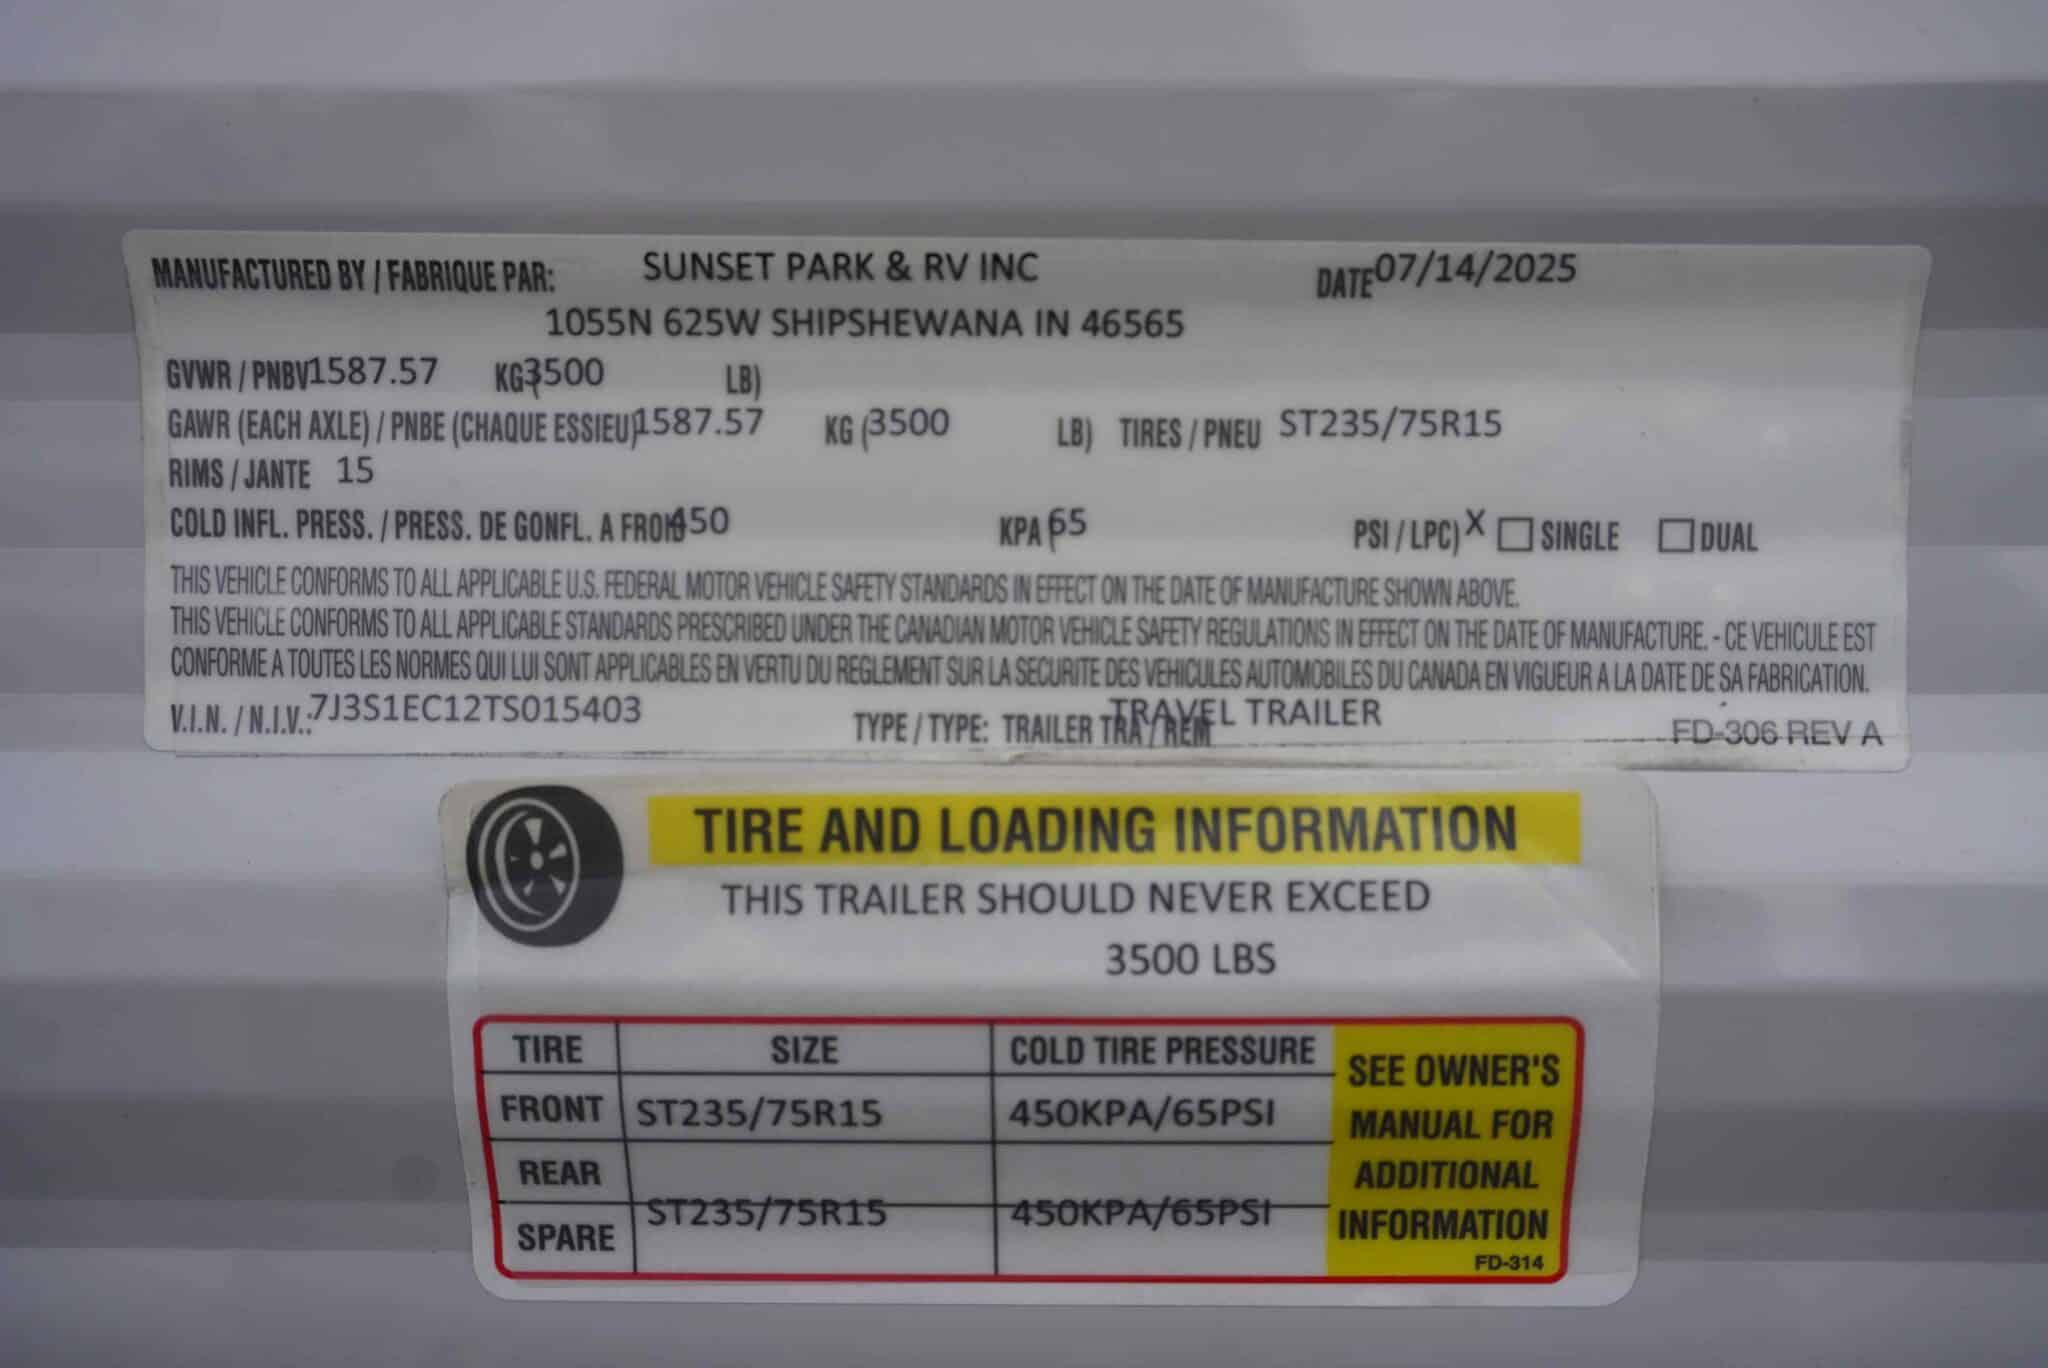 MANUFACTURED BY / FABRIQUE PAR: SUNSET PARK & RV INC DATE 07/14/2025
1055N 625W SHIPSHEWANA IN 46565
GVWR / PNBV 1587.57 KG (3500 LB)
GAWR (EACH AXLE) / PNBE (CHAQUE ESSIEU) 1587.57 KG (3500 LB) TIRES / PNEU ST235/75R15
RIMS / JANTE 15
COLD INFL. PRESS. / PRESS. DE GONFL. A FROID 450 KPA (65 PSI / LPC) X ☐ SINGLE ☐ DUAL
THIS VEHICLE CONFORMS TO ALL APPLICABLE U.S. FEDERAL MOTOR VEHICLE SAFETY STANDARDS IN EFFECT ON THE DATE OF MANUFACTURE SHOWN ABOVE.
THIS VEHICLE CONFORMS TO ALL APPLICABLE STANDARDS PRESCRIBED UNDER THE CANADIAN MOTOR VEHICLE SAFETY REGULATIONS IN EFFECT ON THE DATE OF MANUFACTURE. - CE VEHICULE EST
CONFORME A TOUTES LES NORMES QUI LUI SONT APPLICABLES EN VERTU DU REGLEMENT SUR LA SECURITE DES VEHICULES AUTOMOBILES DU CANADA EN VIGUEUR A LA DATE DE SA FABRICATION.
V.I.N. / N.I.V.: 7J3S1EC12TS015403 TYPE / TYPE: TRAILER TRA / REM TRAVEL TRAILER FD-306 REV A
TIRE AND LOADING INFORMATION
THIS TRAILER SHOULD NEVER EXCEED
3500 LBS
TIRE SIZE COLD TIRE PRESSURE
FRONT ST235/75R15 450KPA/65PSI
REAR
SPARE ST235/75R15 450KPA/65PSI
SEE OWNER'S
MANUAL FOR
ADDITIONAL
INFORMATION
FD-314